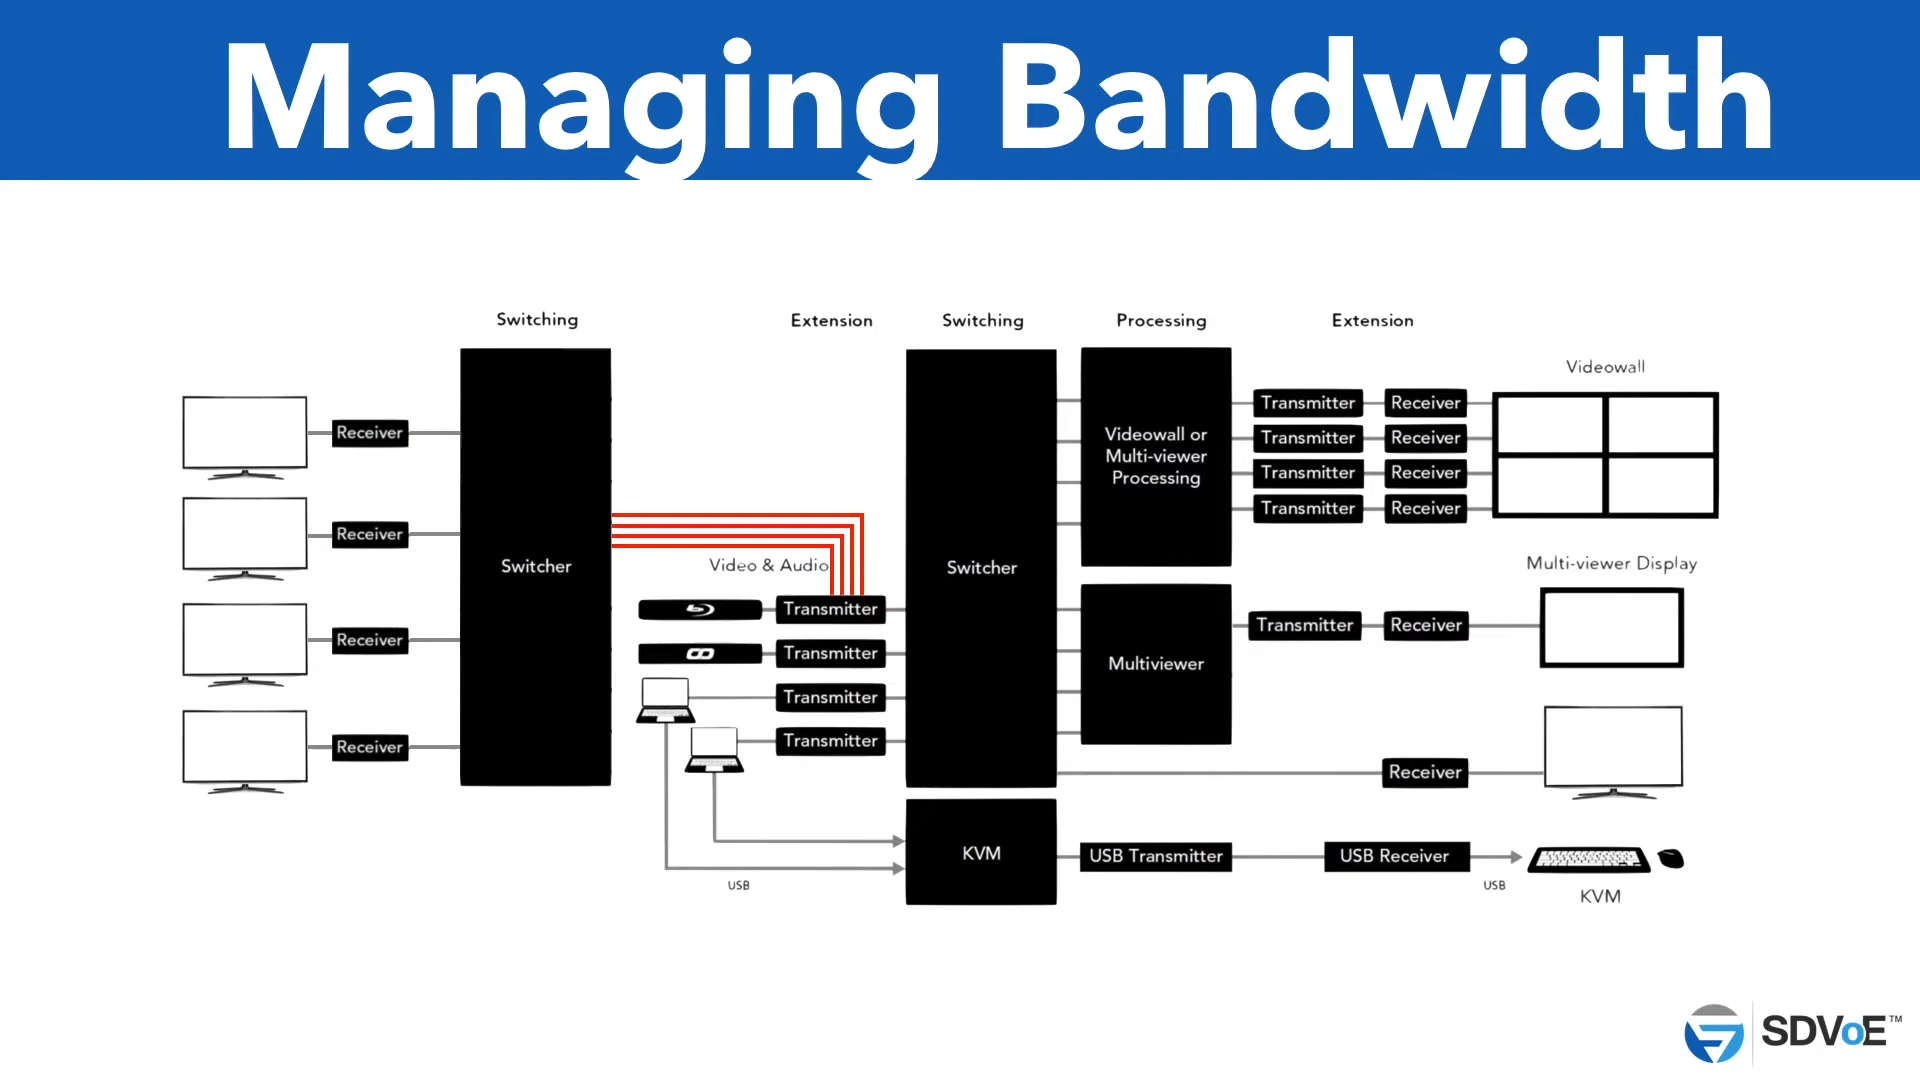 Managing Bandwidth
Switching
Extension
Switching
Processing
Extension
Videowall
Receiver
Receiver
Receiver
Receiver
Switcher
Video & Audio
Transmitter
Transmitter
Transmitter
Transmitter
USB
Switcher
KVM
Videowall or
Multi-viewer
Processing
Multiviewer
Transmitter
Receiver
Transmitter
Receiver
Transmitter
Receiver
Transmitter
Receiver
Multi-viewer Display
Transmitter
Receiver
Receiver
USB Transmitter
USB Receiver
USB
KVM
SDVoE™